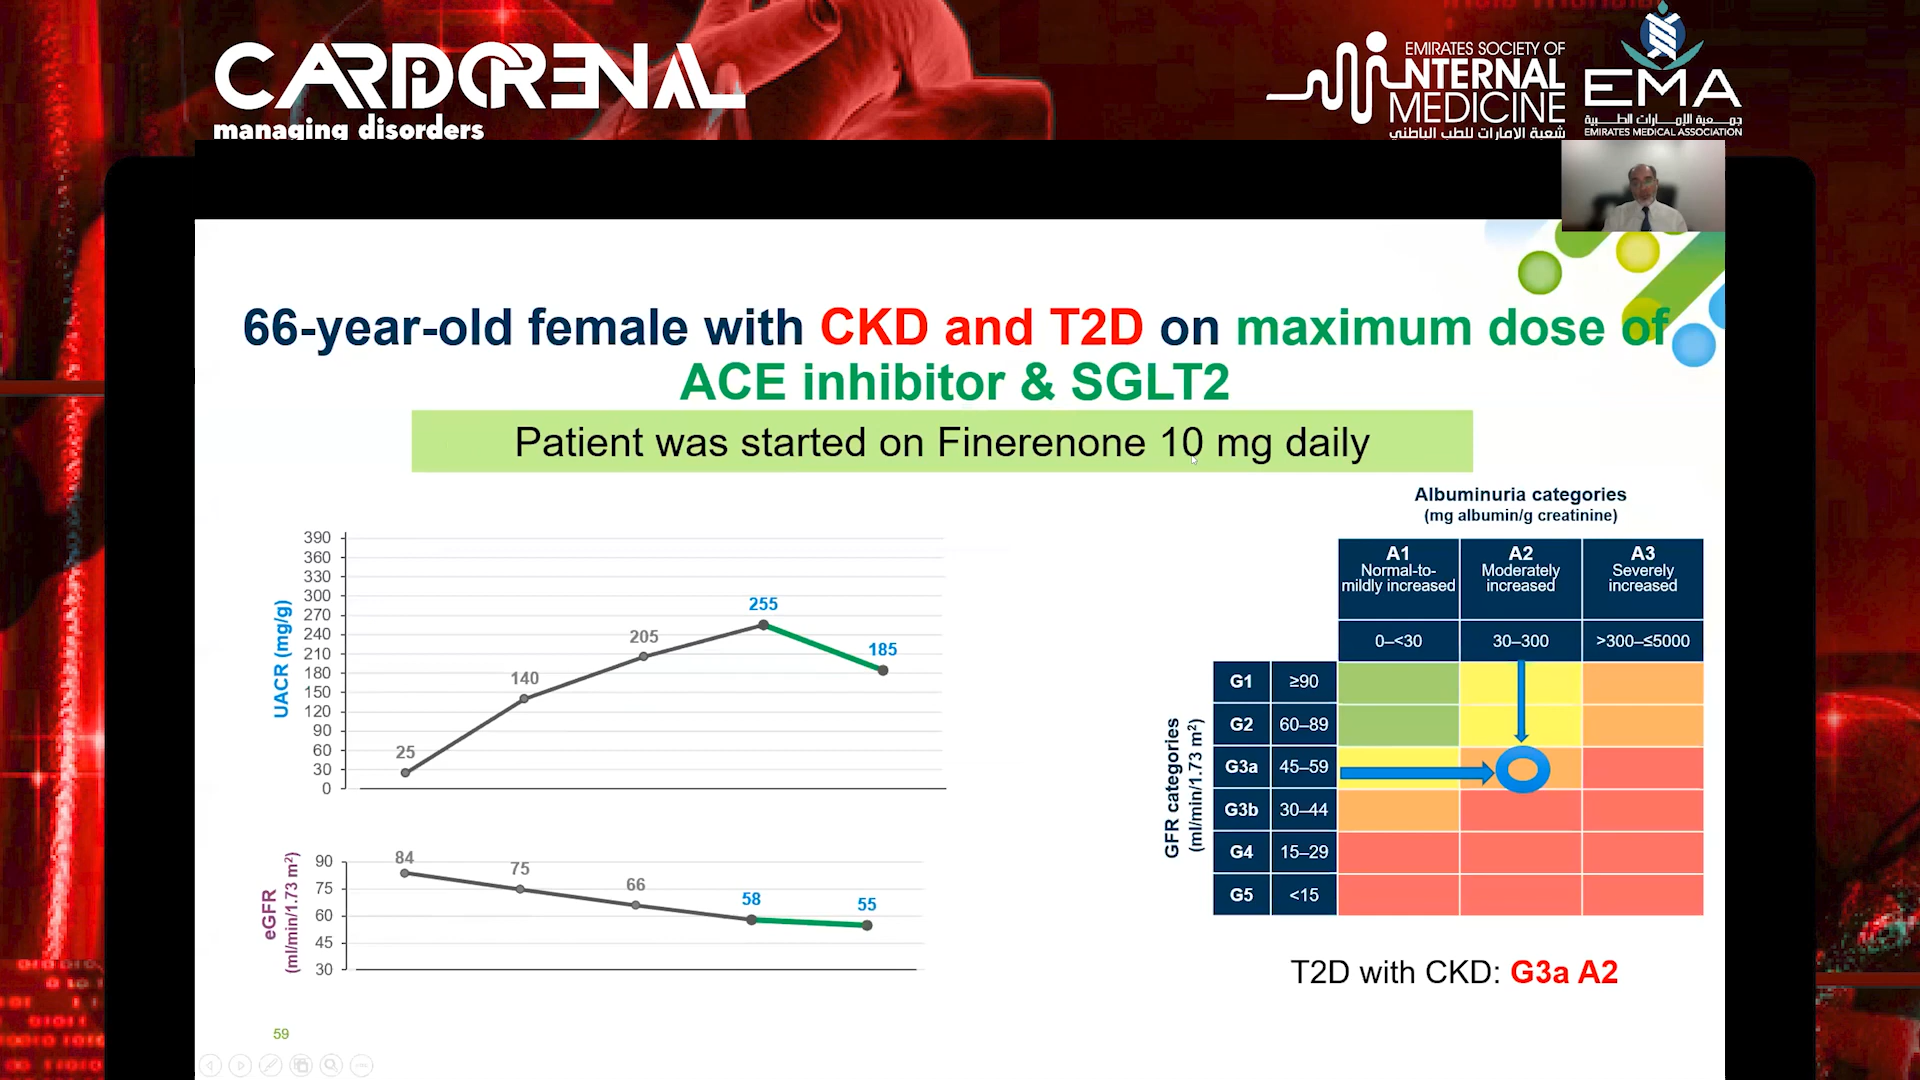 CARDIORENAL
managing disorders
EMIRATES SOCIETY OF
INTERNAL
MEDICINE
شعبة الإمارات للطب الباطني
EMA
جمعية الإمارات الطبية
EMIRATES MEDICAL ASSOCIATION
66-year-old female with CKD and T2D on maximum dose of
ACE inhibitor & SGLT2
Patient was started on Finerenone 10 mg daily
UACR (mg/g)
390
360
330
300
270
240
210
180
150
120
90
60
30
0
25
140
205
255
185
eGFR
(ml/min/1.73 m²)
90
75
60
45
30
84
75
66
58
55
Albuminuria categories
(mg albumin/g creatinine)
A1
Normal-to-
mildly increased
A2
Moderately
increased
A3
Severely
increased
0–<30
30–300
>300–≤5000
GFR categories
(ml/min/1.73 m²)
G1 ≥90
G2 60–89
G3a 45–59
G3b 30–44
G4 15–29
G5 <15
T2D with CKD: G3a A2
59